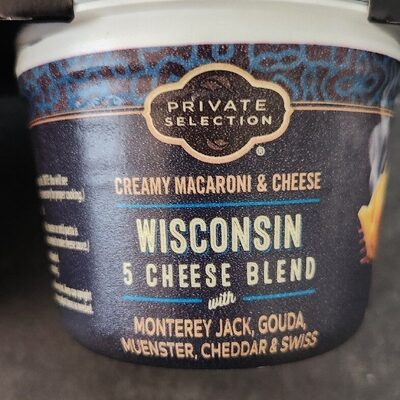 PRIVATE
SELECTION
®
CREAMY MACARONI & CHEESE
WISCONSIN
5 CHEESE BLEND
with
MONTEREY JACK, GOUDA,
MUENSTER, CHEDDAR & SWISS